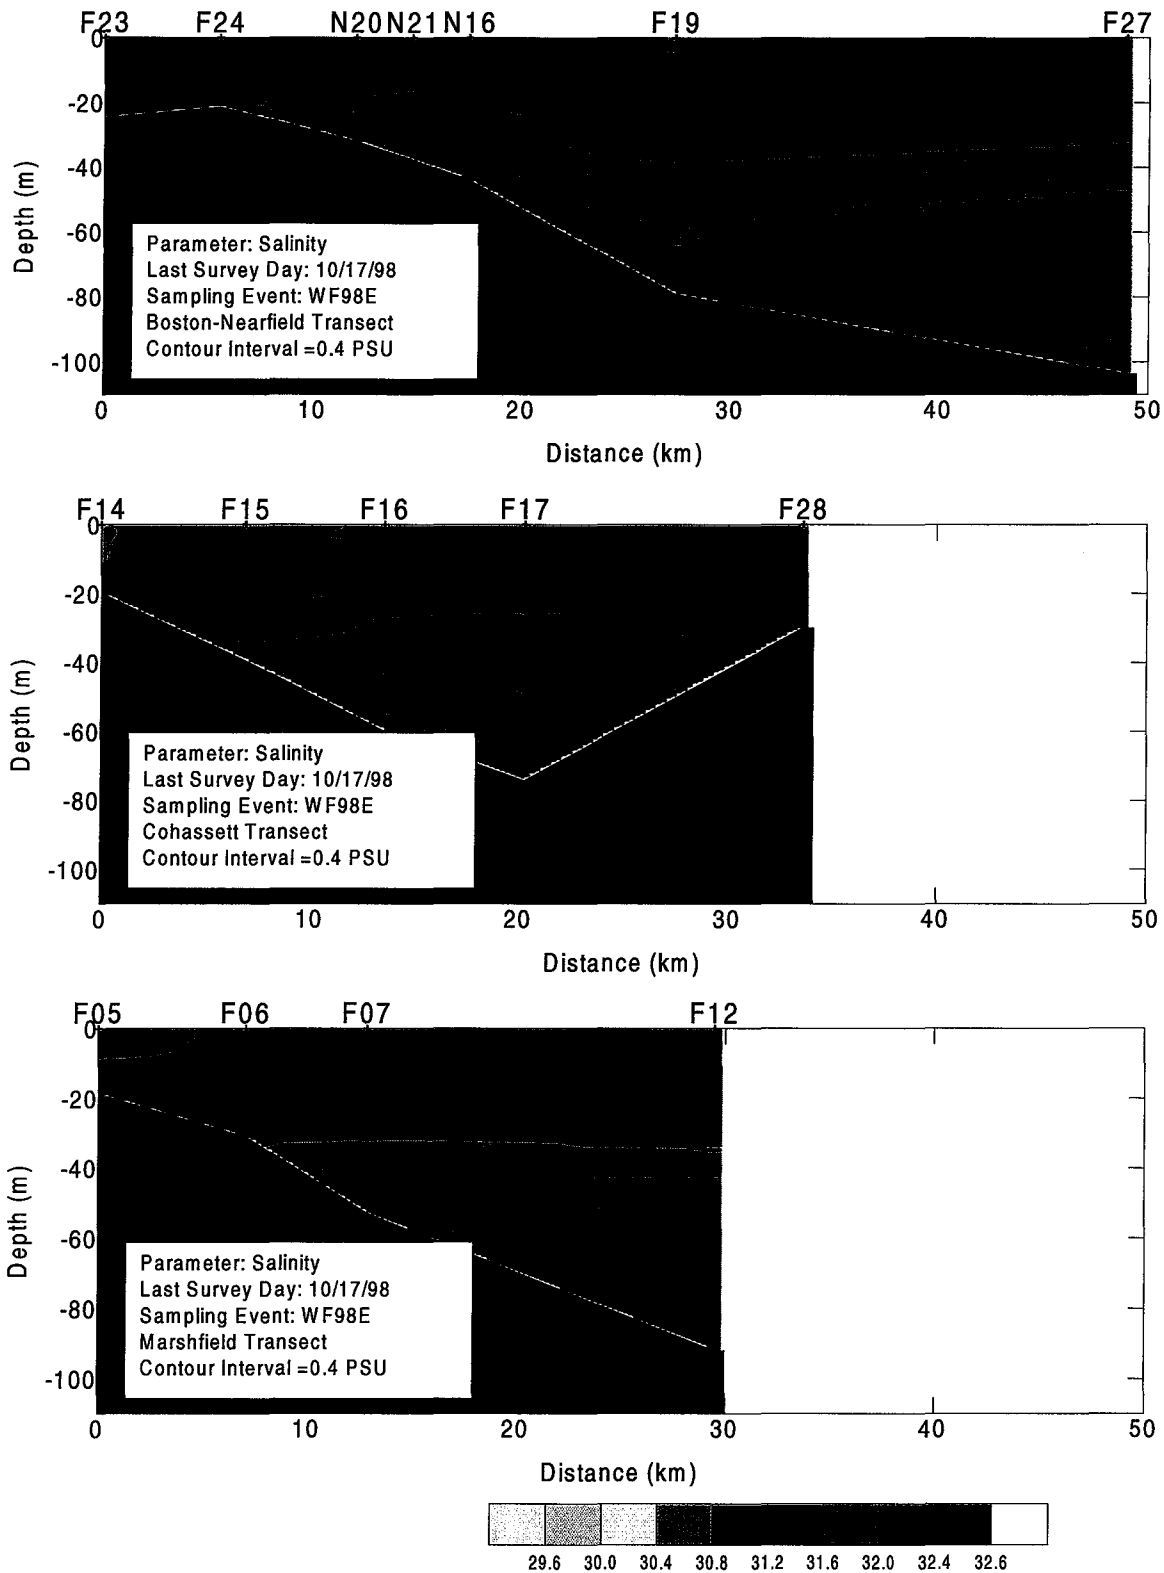 F23 F24 N20 N21 N16 F19 F27
0
-20
-40
-60
-80
-100
Depth (m)
Parameter: Salinity
Last Survey Day: 10/17/98
Sampling Event: WF98E
Boston-Nearfield Transect
Contour Interval =0.4 PSU
0 10 20 30 40 50
Distance (km)
F14 F15 F16 F17 F28
0
-20
-40
-60
-80
-100
Depth (m)
Parameter: Salinity
Last Survey Day: 10/17/98
Sampling Event: WF98E
Cohassett Transect
Contour Interval =0.4 PSU
0 10 20 30 40 50
Distance (km)
F05 F06 F07 F12
0
-20
-40
-60
-80
-100
Depth (m)
Parameter: Salinity
Last Survey Day: 10/17/98
Sampling Event: WF98E
Marshfield Transect
Contour Interval =0.4 PSU
0 10 20 30 40 50
Distance (km)
29.6 30.0 30.4 30.8 31.2 31.6 32.0 32.4 32.6